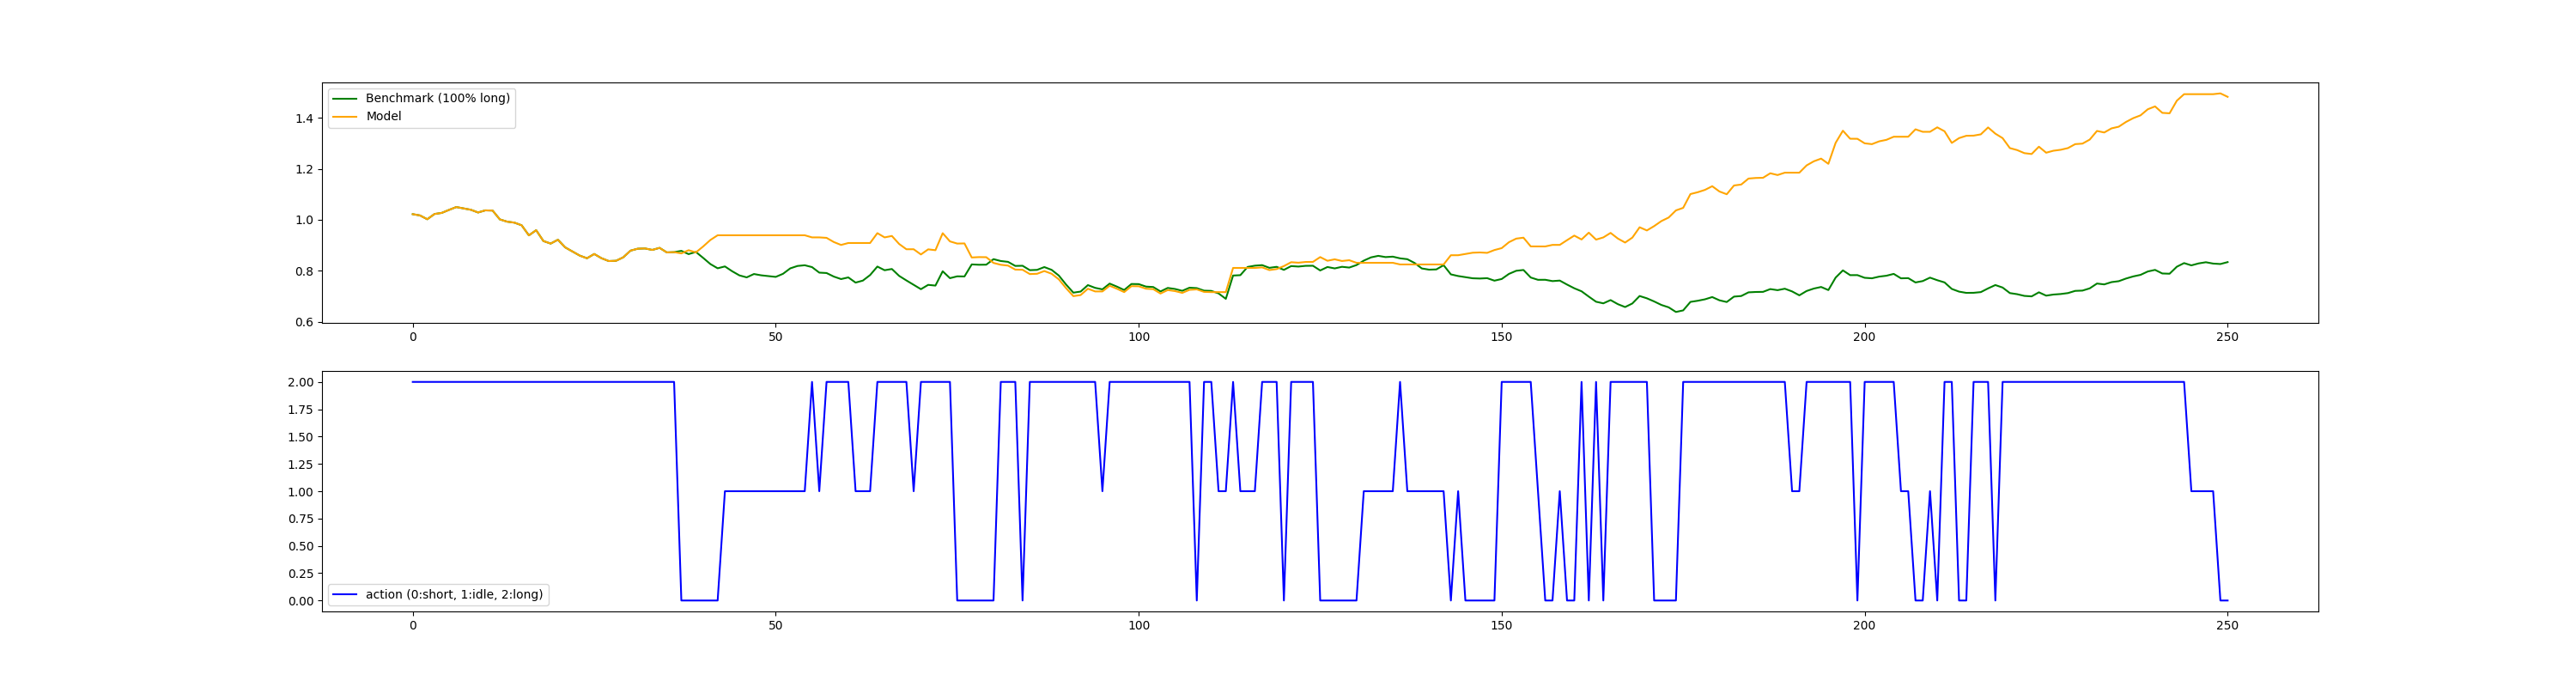 Benchmark (100% long)
Model
1.4
1.2
1.0
0.8
0.6
0 50 100 150 200 250
2.00
1.75
1.50
1.25
1.00
0.75
0.50
0.25
0.00
action (0:short, 1:idle, 2:long)
0 50 100 150 200 250